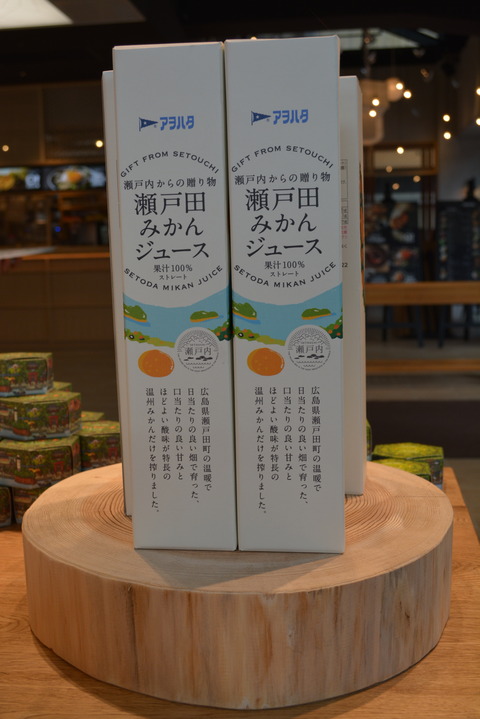 アヲハタ
GIFT FROM SETOUCHI
瀬戸内からの贈り物
瀬戸田
みかん
ジュース
果汁100%
ストレート
SETODA MIKAN JUICE
瀬戸内
広島県瀬戸田町の温暖で
日当たりの良い畑で育った、
口当たりの良い甘みと
ほどよい酸味が特長の
温州みかんだけを搾りました。
アヲハタ
GIFT FROM SETOUCHI
瀬戸内からの贈り物
瀬戸田
みかん
ジュース
果汁100%
ストレート
SETODA MIKAN JUICE
瀬戸内
広島県瀬戸田町の温暖で
日当たりの良い畑で育った、
口当たりの良い甘みと
ほどよい酸味が特長の
温州みかんだけを搾りました。